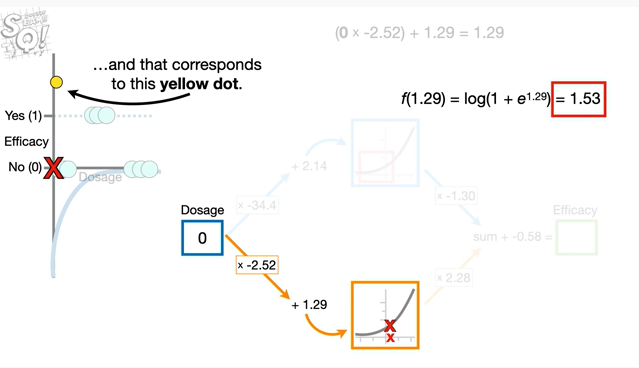 SQ!
(0 x -2.52) + 1.29 = 1.29
…and that corresponds
to this yellow dot.
f(1.29) = log(1 + e^1.29) = 1.53
Yes (1)
Efficacy
No (0)
Dosage
+ 2.14
x -34.4
x -1.30
Dosage
0
Efficacy
sum + -0.58 =
x -2.52
x 2.28
+ 1.29